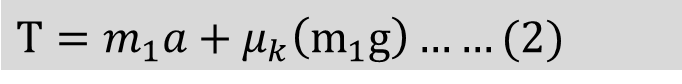 T = m₁a + μₖ(m₁g) … … (2)